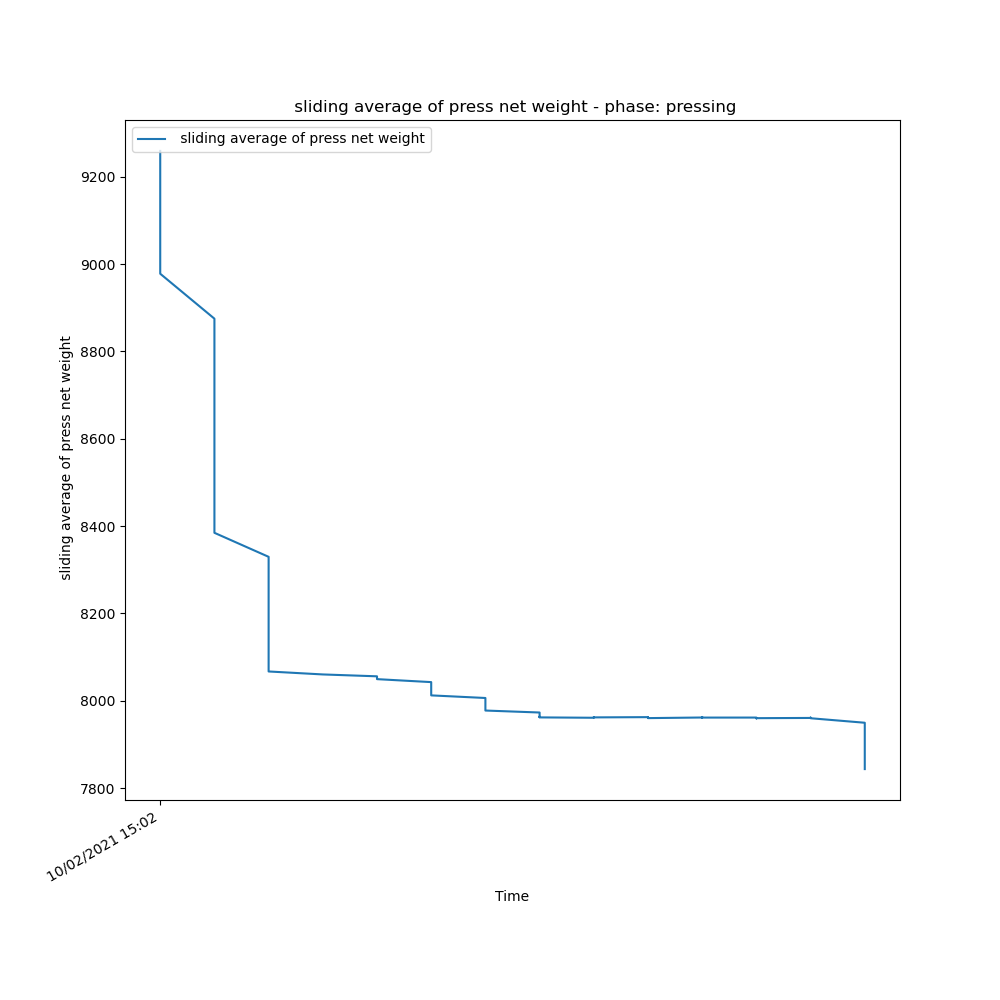 sliding average of press net weight - phase: pressing
sliding average of press net weight
9200
9000
8800
8600
8400
8200
8000
7800
sliding average of press net weight
10/02/2021 15:02
Time